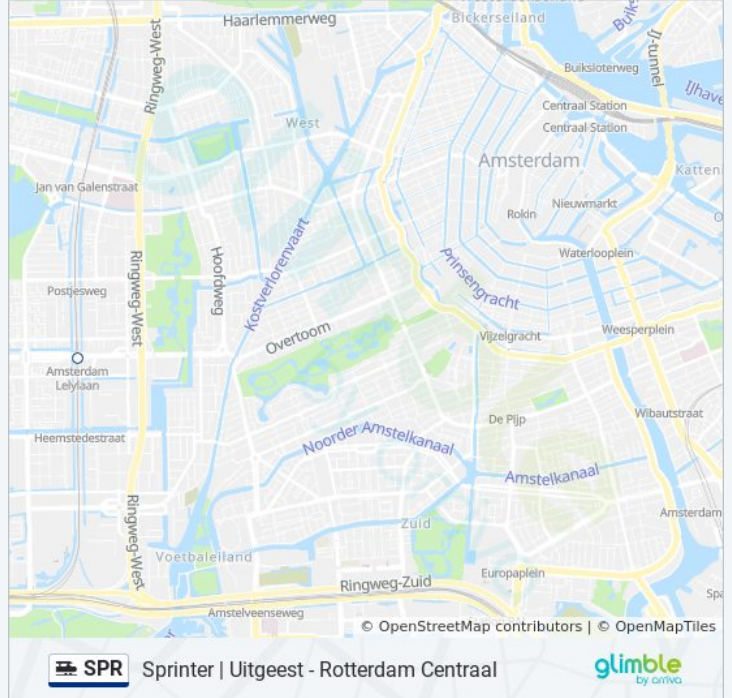 Haarlemmerweg
Bickerseiland
Ringweg-West
IJ-tunnel
Buiksloterweg
Centraal Station
Centraal Station
West
Amsterdam
Jan van Galenstraat
Nieuwmarkt
Rokin
Waterlooplein
Hoofdweg
Kostverlorenvaart
Prinsengracht
Ringweg-West
Postjesweg
Overtoom
Vijzelgracht
Weesperplein
Amsterdam
Lelylaan
De Pijp
Wibautstraat
Heemstedestraat
Noorder Amstelkanaal
Amstelkanaal
Ringweg-West
Amsterdam
Zuid
Voetbaleiland
Europaplein
Ringweg-Zuid
Amstelveenseweg
© OpenStreetMap contributors | © OpenMapTiles
SPR Sprinter | Uitgeest - Rotterdam Centraal
glimble
by arriva